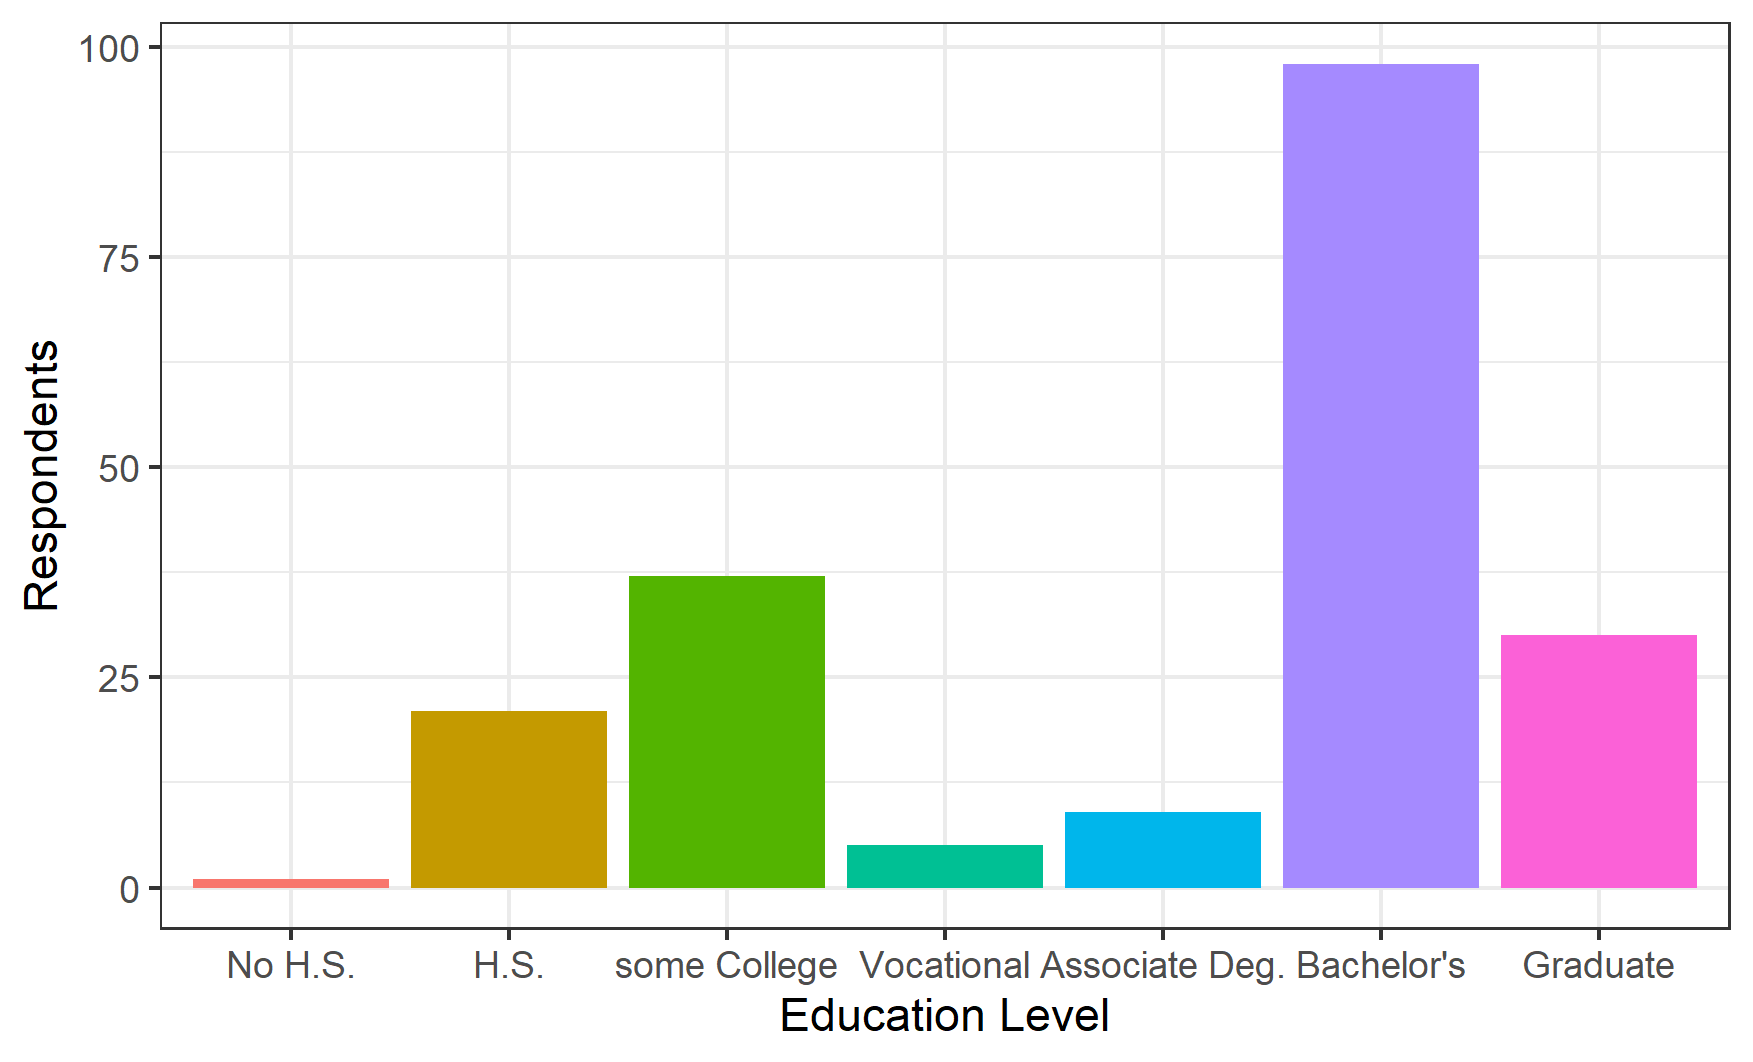 100
75
50
25
0
Respondents
No H.S. H.S. some College Vocational Associate Deg. Bachelor's Graduate
Education Level